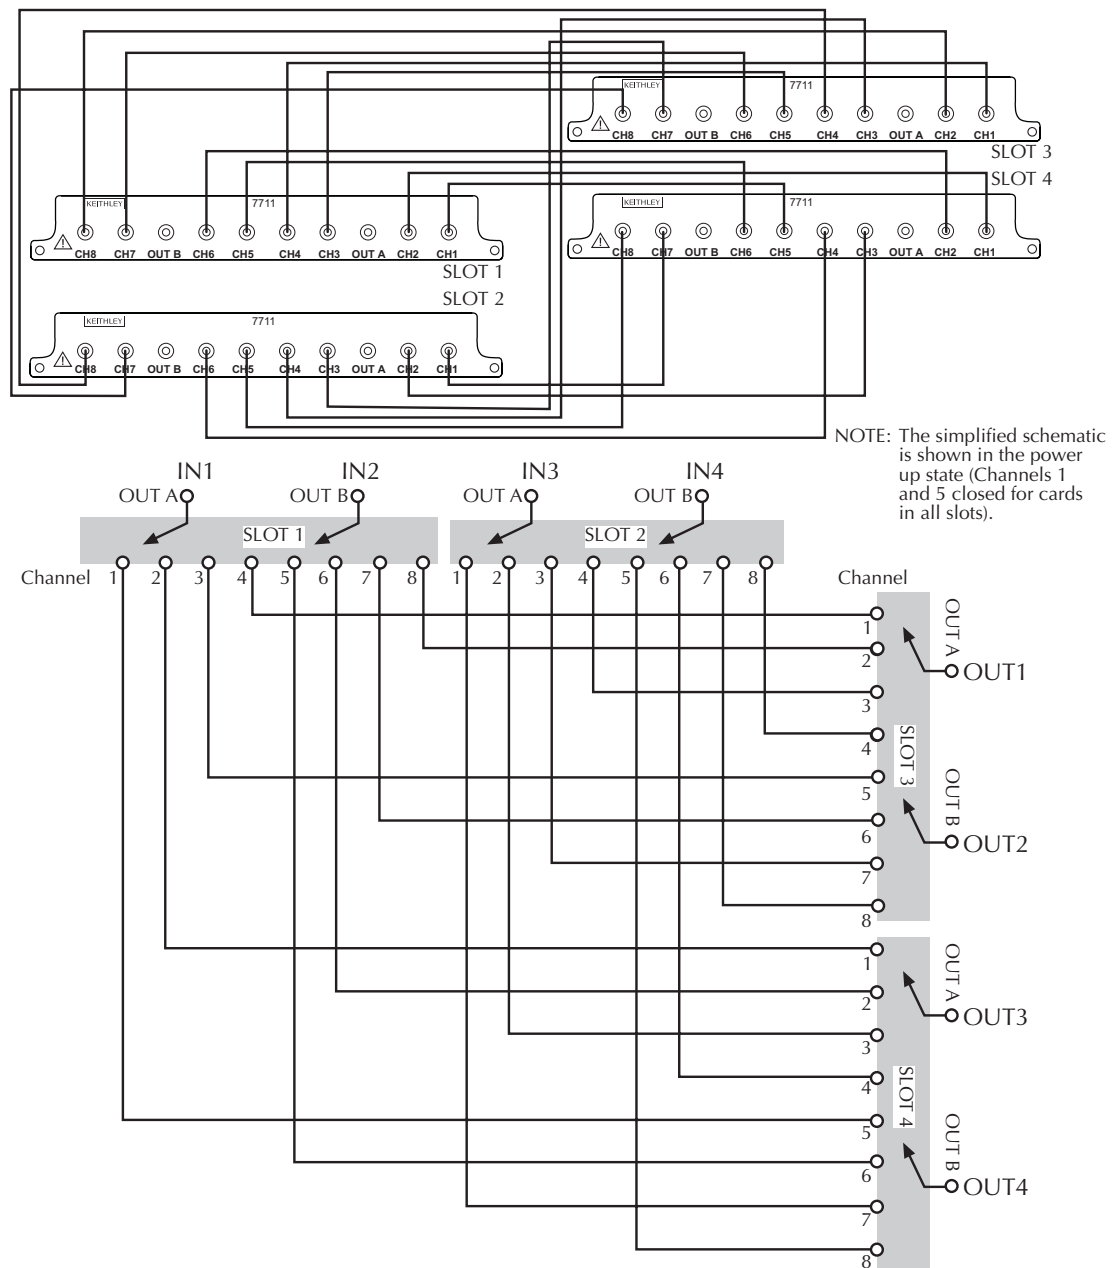 KEITHLEY 7711
CH8 CH7 OUT B CH6 CH5 CH4 CH3 OUT A CH2 CH1
SLOT 3
SLOT 4
KEITHLEY 7711
CH8 CH7 OUT B CH6 CH5 CH4 CH3 OUT A CH2 CH1
KEITHLEY 7711
CH8 CH7 OUT B CH6 CH5 CH4 CH3 OUT A CH2 CH1
SLOT 1
SLOT 2
KEITHLEY 7711
CH8 CH7 OUT B CH6 CH5 CH4 CH3 OUT A CH2 CH1
NOTE: The simplified schematic
is shown in the power
up state (Channels 1
and 5 closed for cards
in all slots).
IN1 IN2 IN3 IN4
OUT A OUT B OUT A OUT B
SLOT 1 SLOT 2
Channel 1 2 3 4 5 6 7 8 1 2 3 4 5 6 7 8 Channel
1
2
3
4
5
6
7
8
OUT A
OUT1
SLOT 3
OUT B
OUT2
1
2
3
4
5
6
7
8
OUT A
OUT3
SLOT 4
OUT B
OUT4